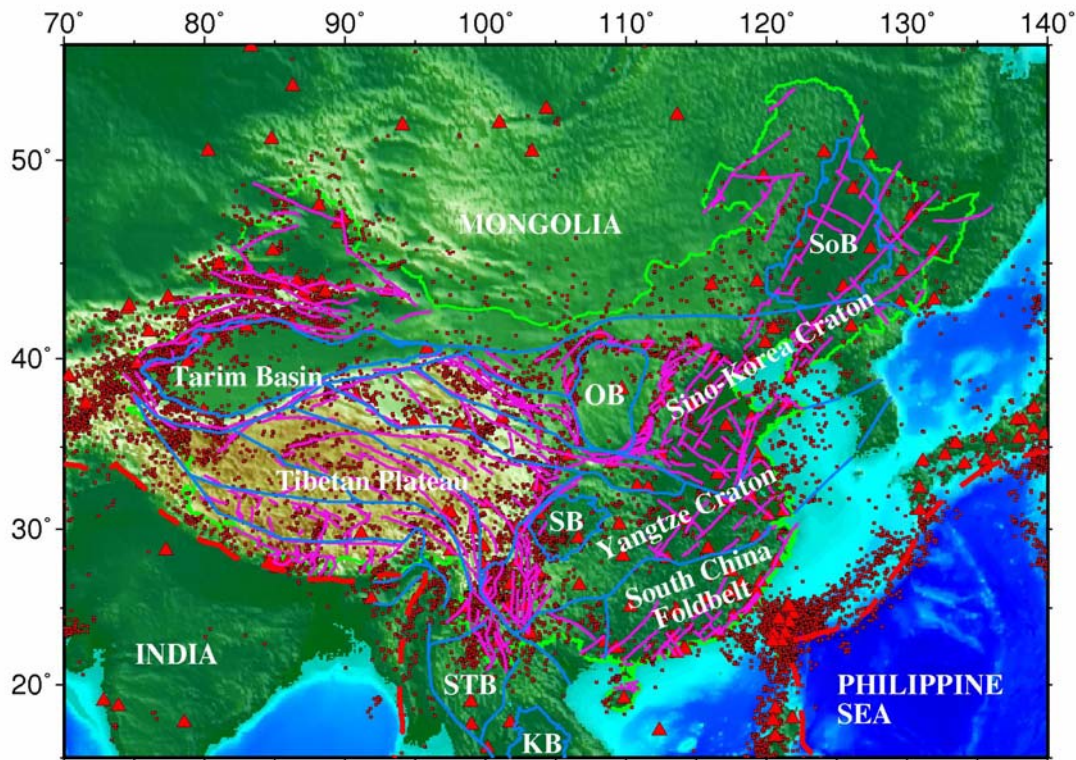 70° 80° 90° 100° 110° 120° 130° 140°
50°
MONGOLIA
SoB
40°
Tarim Basin
OB
Sino-Korea Craton
Tibetan Plateau
SB
Yangtze Craton
30°
South China
Foldbelt
INDIA
20°
STB
PHILIPPINE
SEA
KB